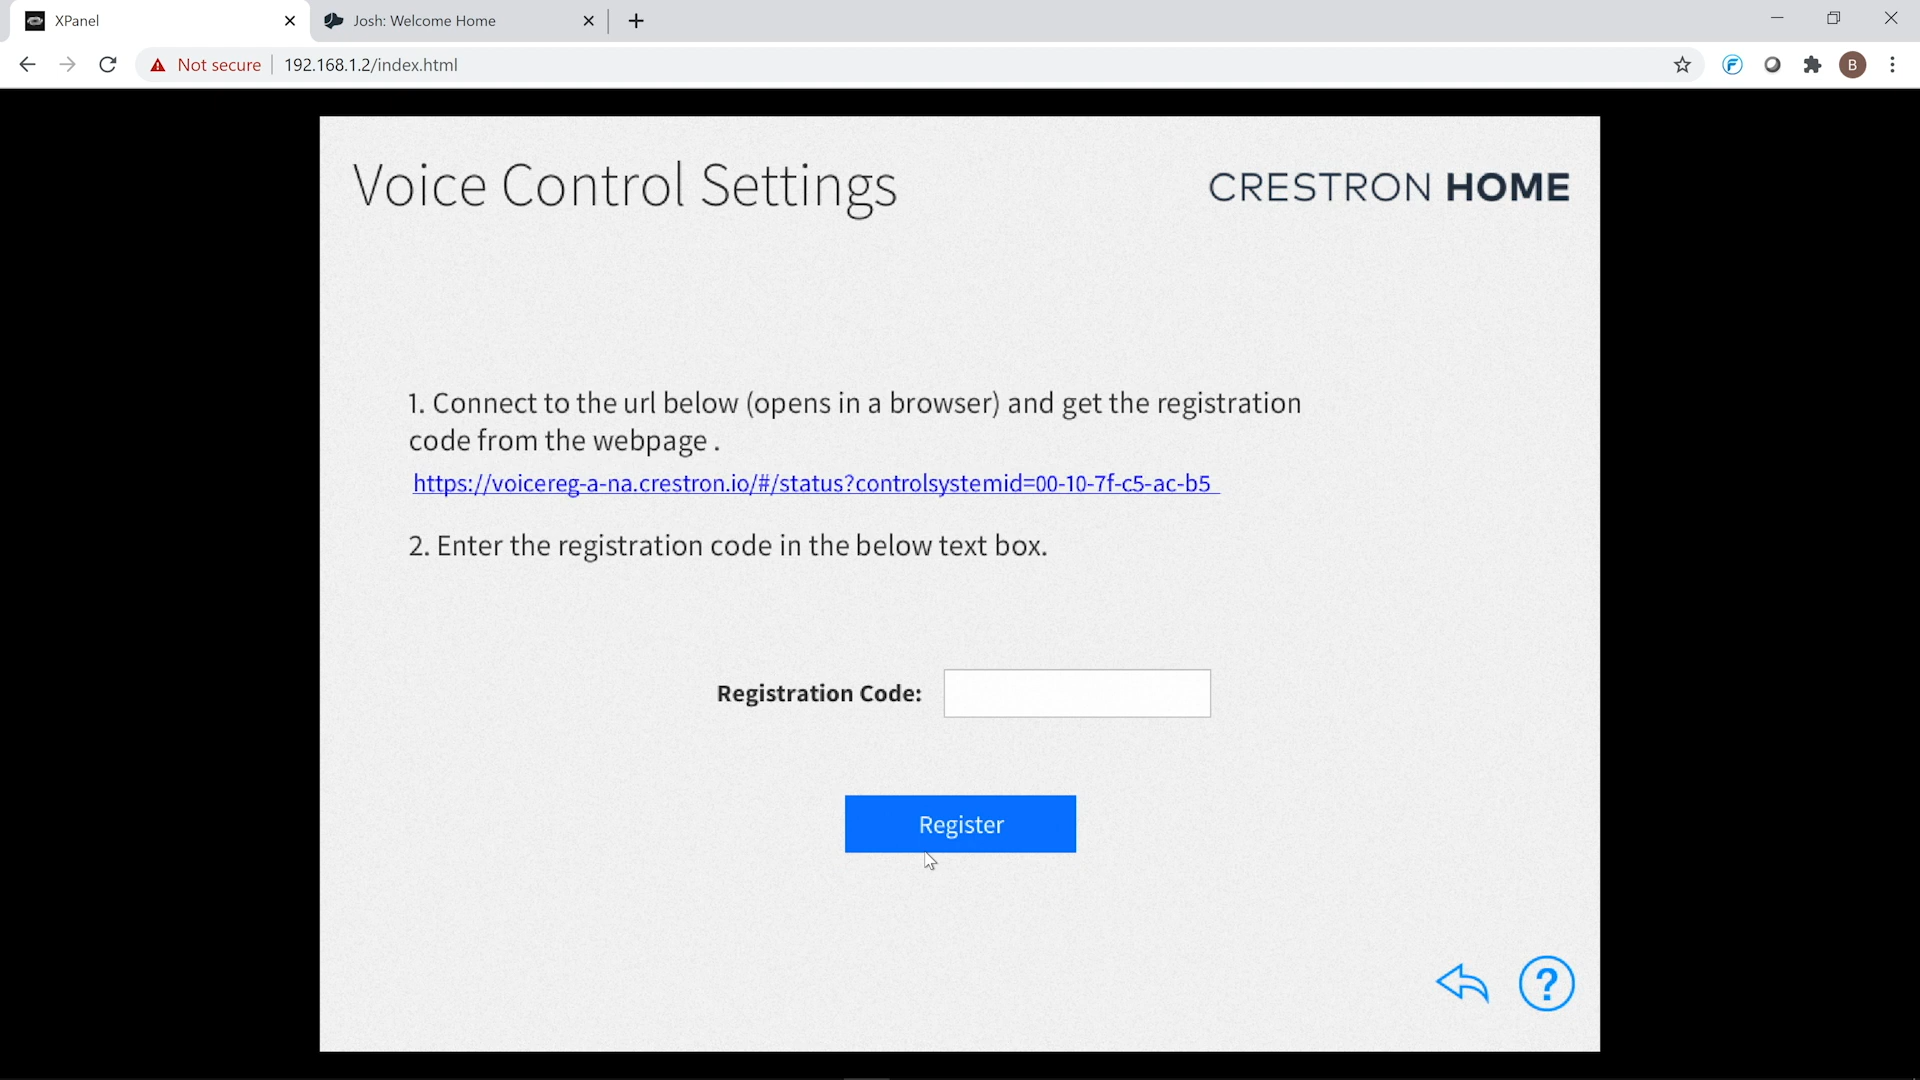 XPanel
Josh: Welcome Home
Not secure
192.168.1.2/index.html
B
Voice Control Settings
CRESTRON HOME
1. Connect to the url below (opens in a browser) and get the registration
code from the webpage .
https://voicereg-a-na.crestron.io/#/status?controlsystemid=00-10-7f-c5-ac-b5
2. Enter the registration code in the below text box.
Registration Code:
Register
?